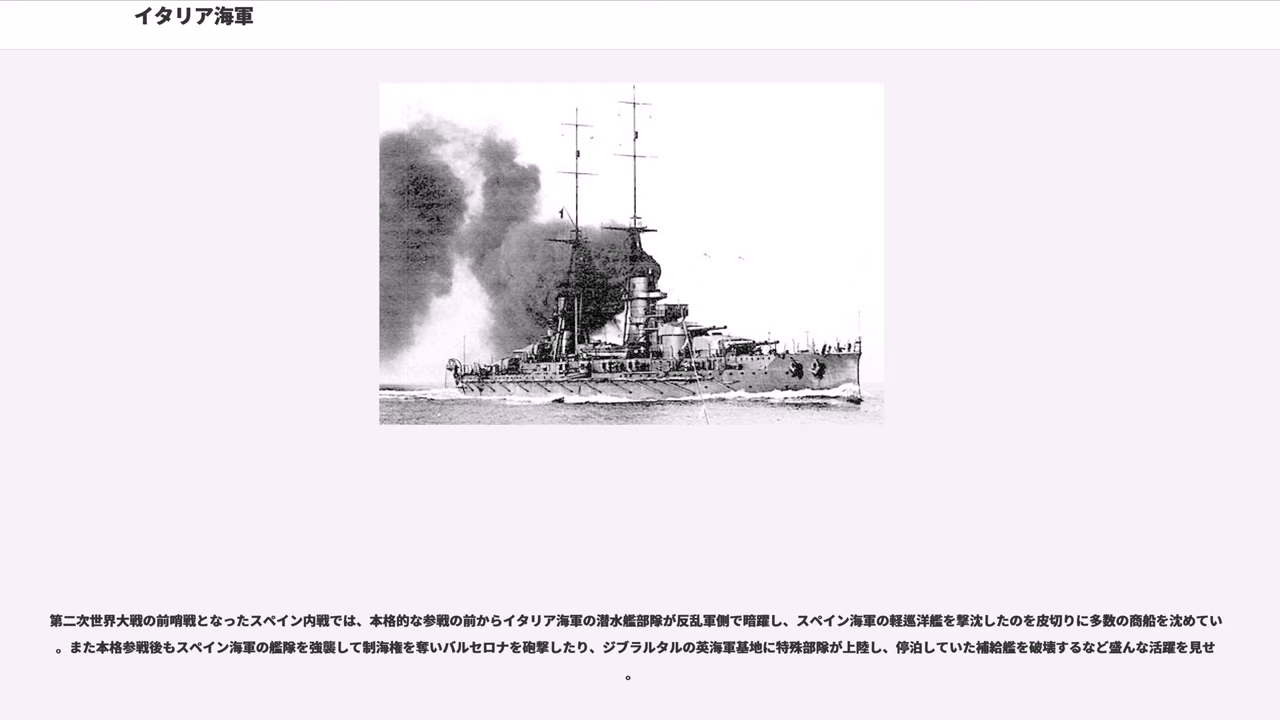 イタリア海軍
第二次世界大戦の前哨戦となったスペイン内戦では、本格的な参戦の前からイタリア海軍の潜水艦部隊が反乱軍側で暗躍し、スペイン海軍の軽巡洋艦を撃沈したのを皮切りに多数の商船を沈めてい
。また本格参戦後もスペイン海軍の艦隊を強襲して制海権を奪いバルセロナを砲撃したり、ジブラルタルの英海軍基地に特殊部隊が上陸し、停泊していた補給艦を破壊するなど盛んな活躍を見せ
。